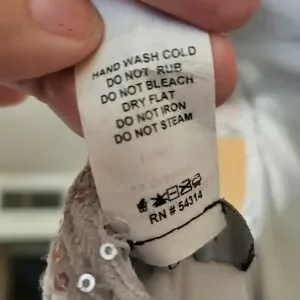 HAND WASH COLD
DO NOT RUB
DO NOT BLEACH
DRY FLAT
DO NOT IRON
DO NOT STEAM
RN # 54314